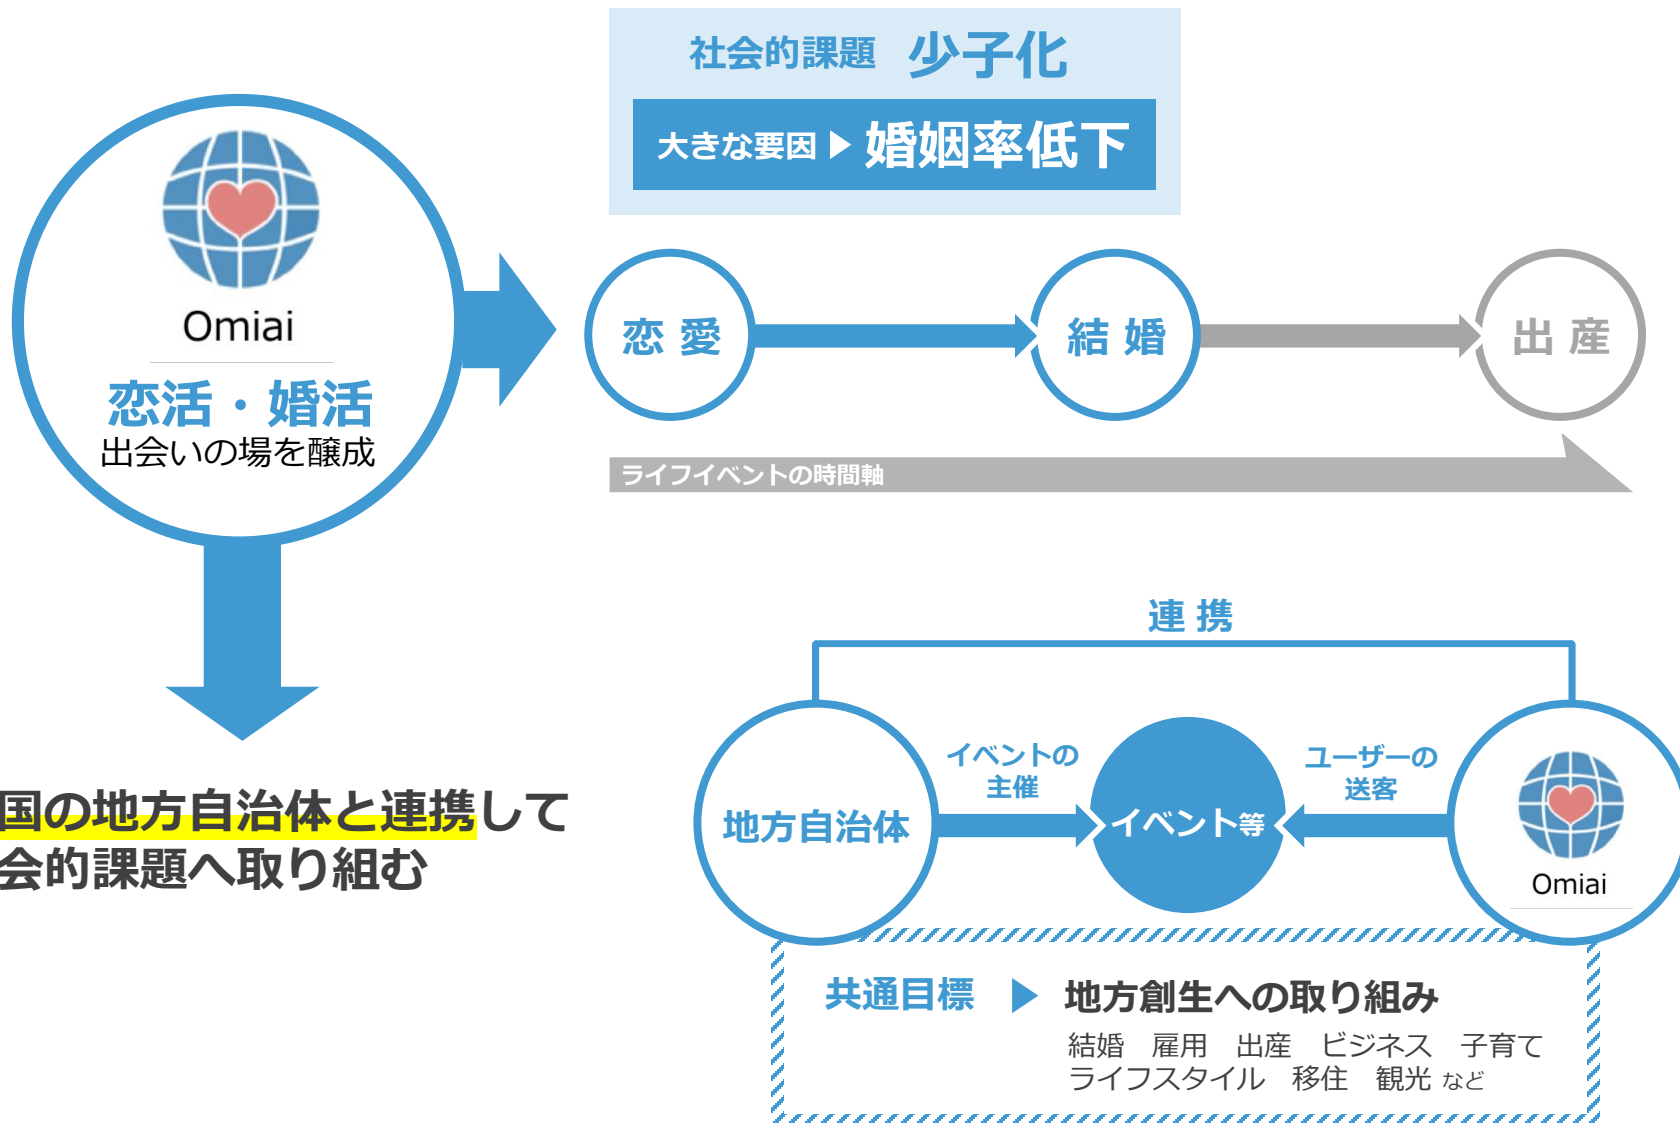 社会的課題 少子化
大きな要因 ▶ 婚姻率低下
Omiai
恋活・婚活
出会いの場を醸成
恋愛
結婚
出産
ライフイベントの時間軸
国の地方自治体と連携して
会的課題へ取り組む
連携
地方自治体
イベントの
主催
イベント等
ユーザーの
送客
Omiai
共通目標 ▶ 地方創生への取り組み
結婚 雇用 出産 ビジネス 子育て
ライフスタイル 移住 観光 など